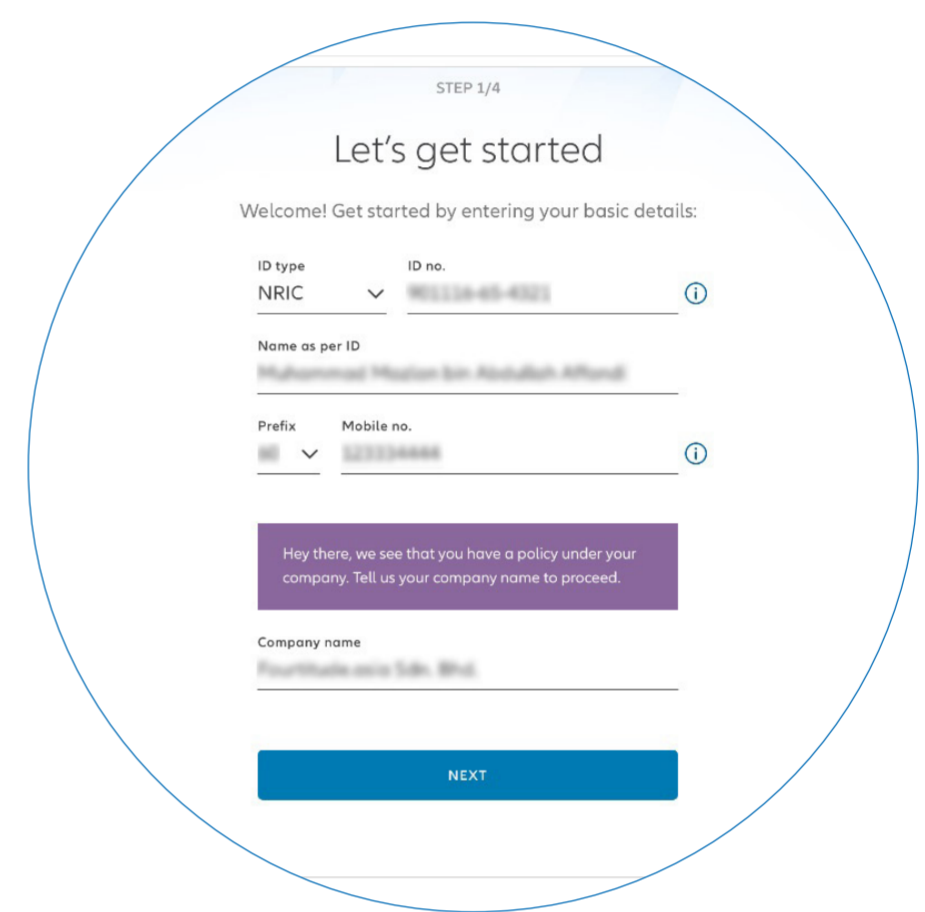 STEP 1/4
Let's get started
Welcome! Get started by entering your basic details:
ID type
ID no.
NRIC
Name as per ID
Prefix
Mobile no.
Hey there, we see that you have a policy under your
company. Tell us your company name to proceed.
Company name
NEXT